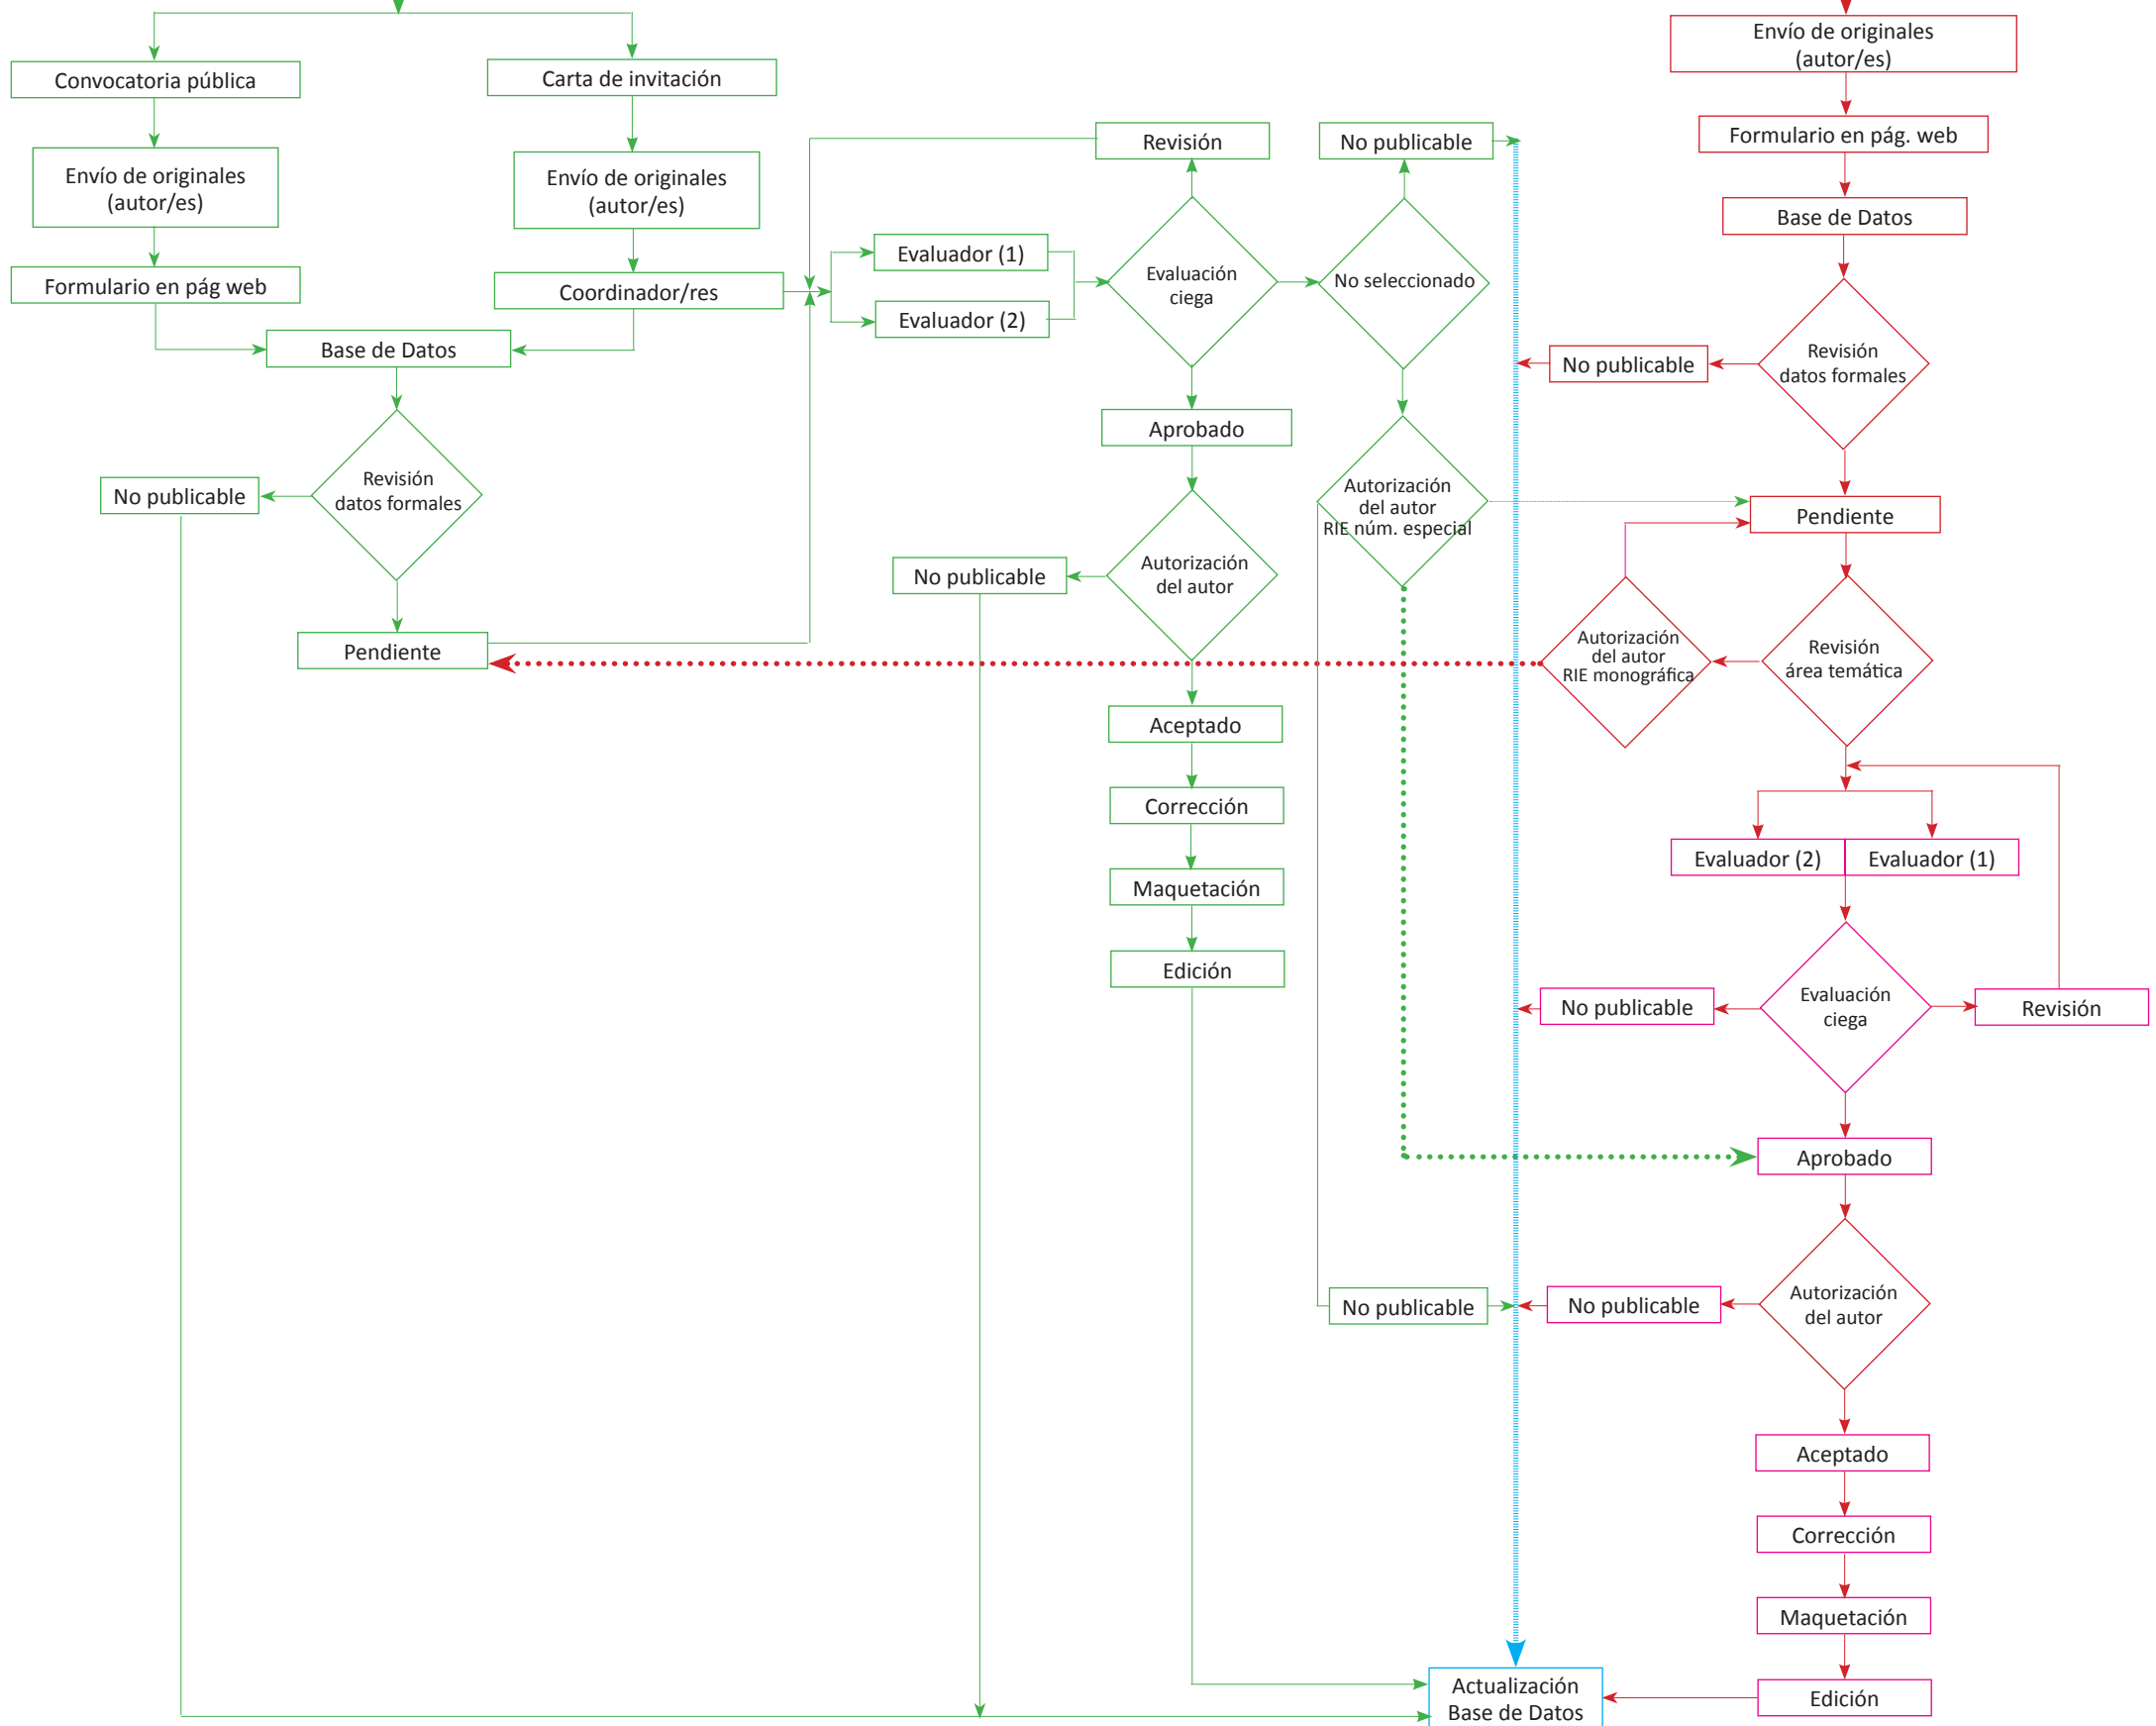 Convocatoria pública
Envío de originales
(autor/es)
Formulario en pág web
Carta de invitación
Envío de originales
(autor/es)
Coordinador/res
Base de Datos
Revisión
datos formales
No publicable
Pendiente
Evaluador (1)
Evaluador (2)
Revisión
Evaluación
ciega
Aprobado
Autorización
del autor
No publicable
Aceptado
Corrección
Maquetación
Edición
No publicable
No seleccionado
Autorización
del autor
RIE núm. especial
No publicable
Envío de originales
(autor/es)
Formulario en pág. web
Base de Datos
Revisión
datos formales
No publicable
Pendiente
Revisión
área temática
Autorización
del autor
RIE monográfica
Evaluador (2)
Evaluador (1)
Evaluación
ciega
No publicable
Revisión
Aprobado
Autorización
del autor
No publicable
Aceptado
Corrección
Maquetación
Edición
Actualización
Base de Datos